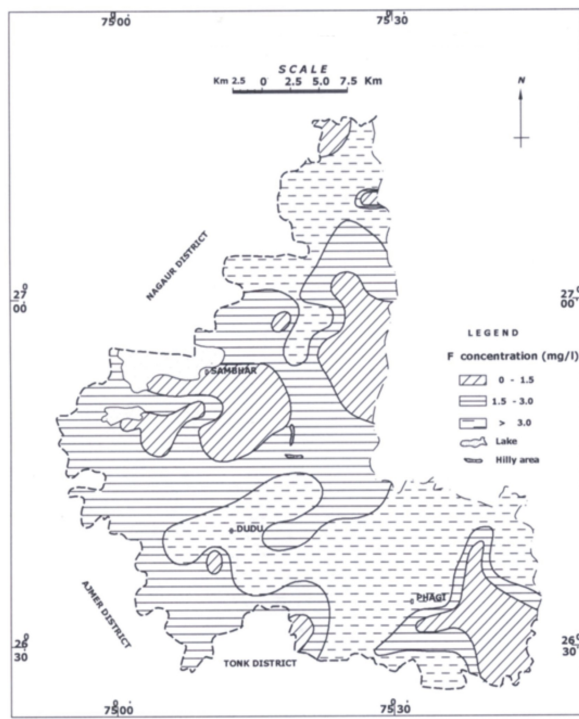 75°00' 75°30'
SCALE
Km 2.5 0 2.5 5.0 7.5 Km
N
NAGAUR DISTRICT
27°00' 27°00'
LEGEND
F concentration (mg/l)
0 - 1.5
1.5 - 3.0
> 3.0
Lake
Hilly area
SAMBHAR
DUDU
PHAGI
AJMER DISTRICT
TONK DISTRICT
26°30' 26°30'
75°00' 75°30'